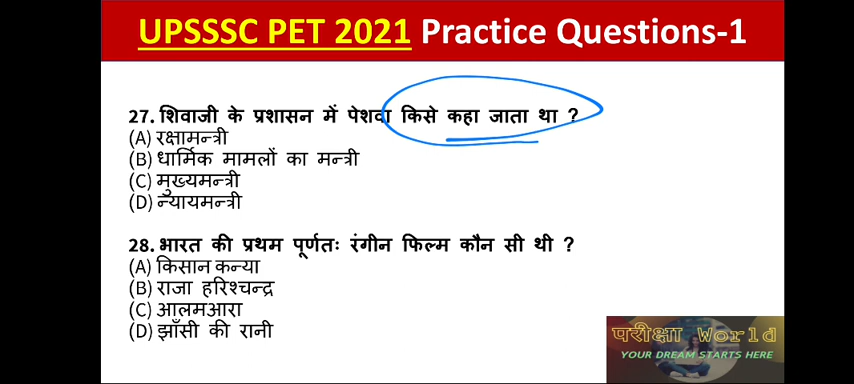 UPSSSC PET 2021 Practice Questions-1
27. शिवाजी के प्रशासन में पेशवा किसे कहा जाता था ?
(A) रक्षामन्त्री
(B) धार्मिक मामलों का मन्त्री
(C) मुख्यमन्त्री
(D) न्यायमन्त्री
28. भारत की प्रथम पूर्णतः रंगीन फिल्म कौन सी थी ?
(A) किसान कन्या
(B) राजा हरिश्चन्द्र
(C) आलमआरा
(D) झाँसी की रानी
परीक्षा World
YOUR DREAM STARTS HERE